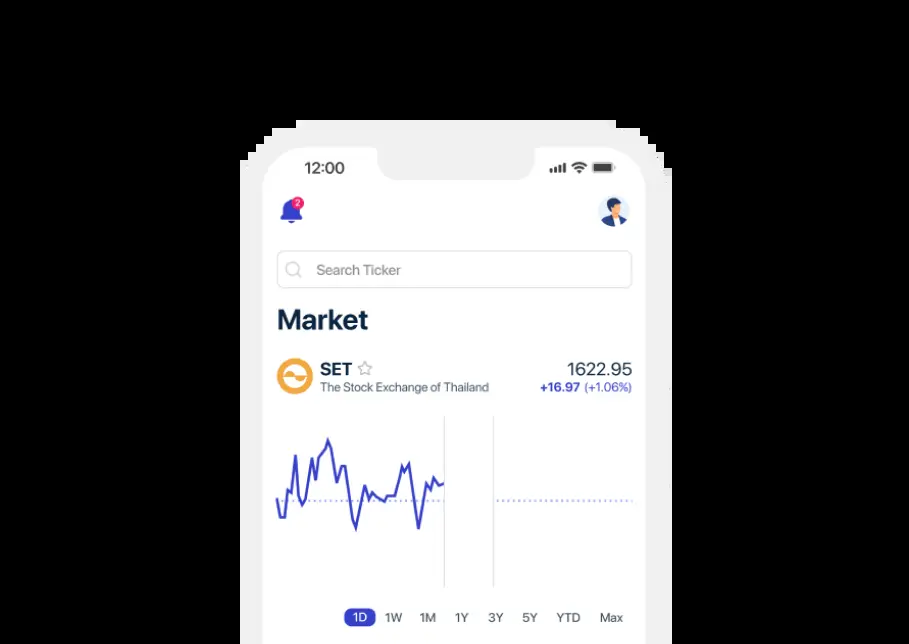 12:00
2
Search Ticker
Market
SET 1622.95
The Stock Exchange of Thailand +16.97 (+1.06%)
1D 1W 1M 1Y 3Y 5Y YTD Max